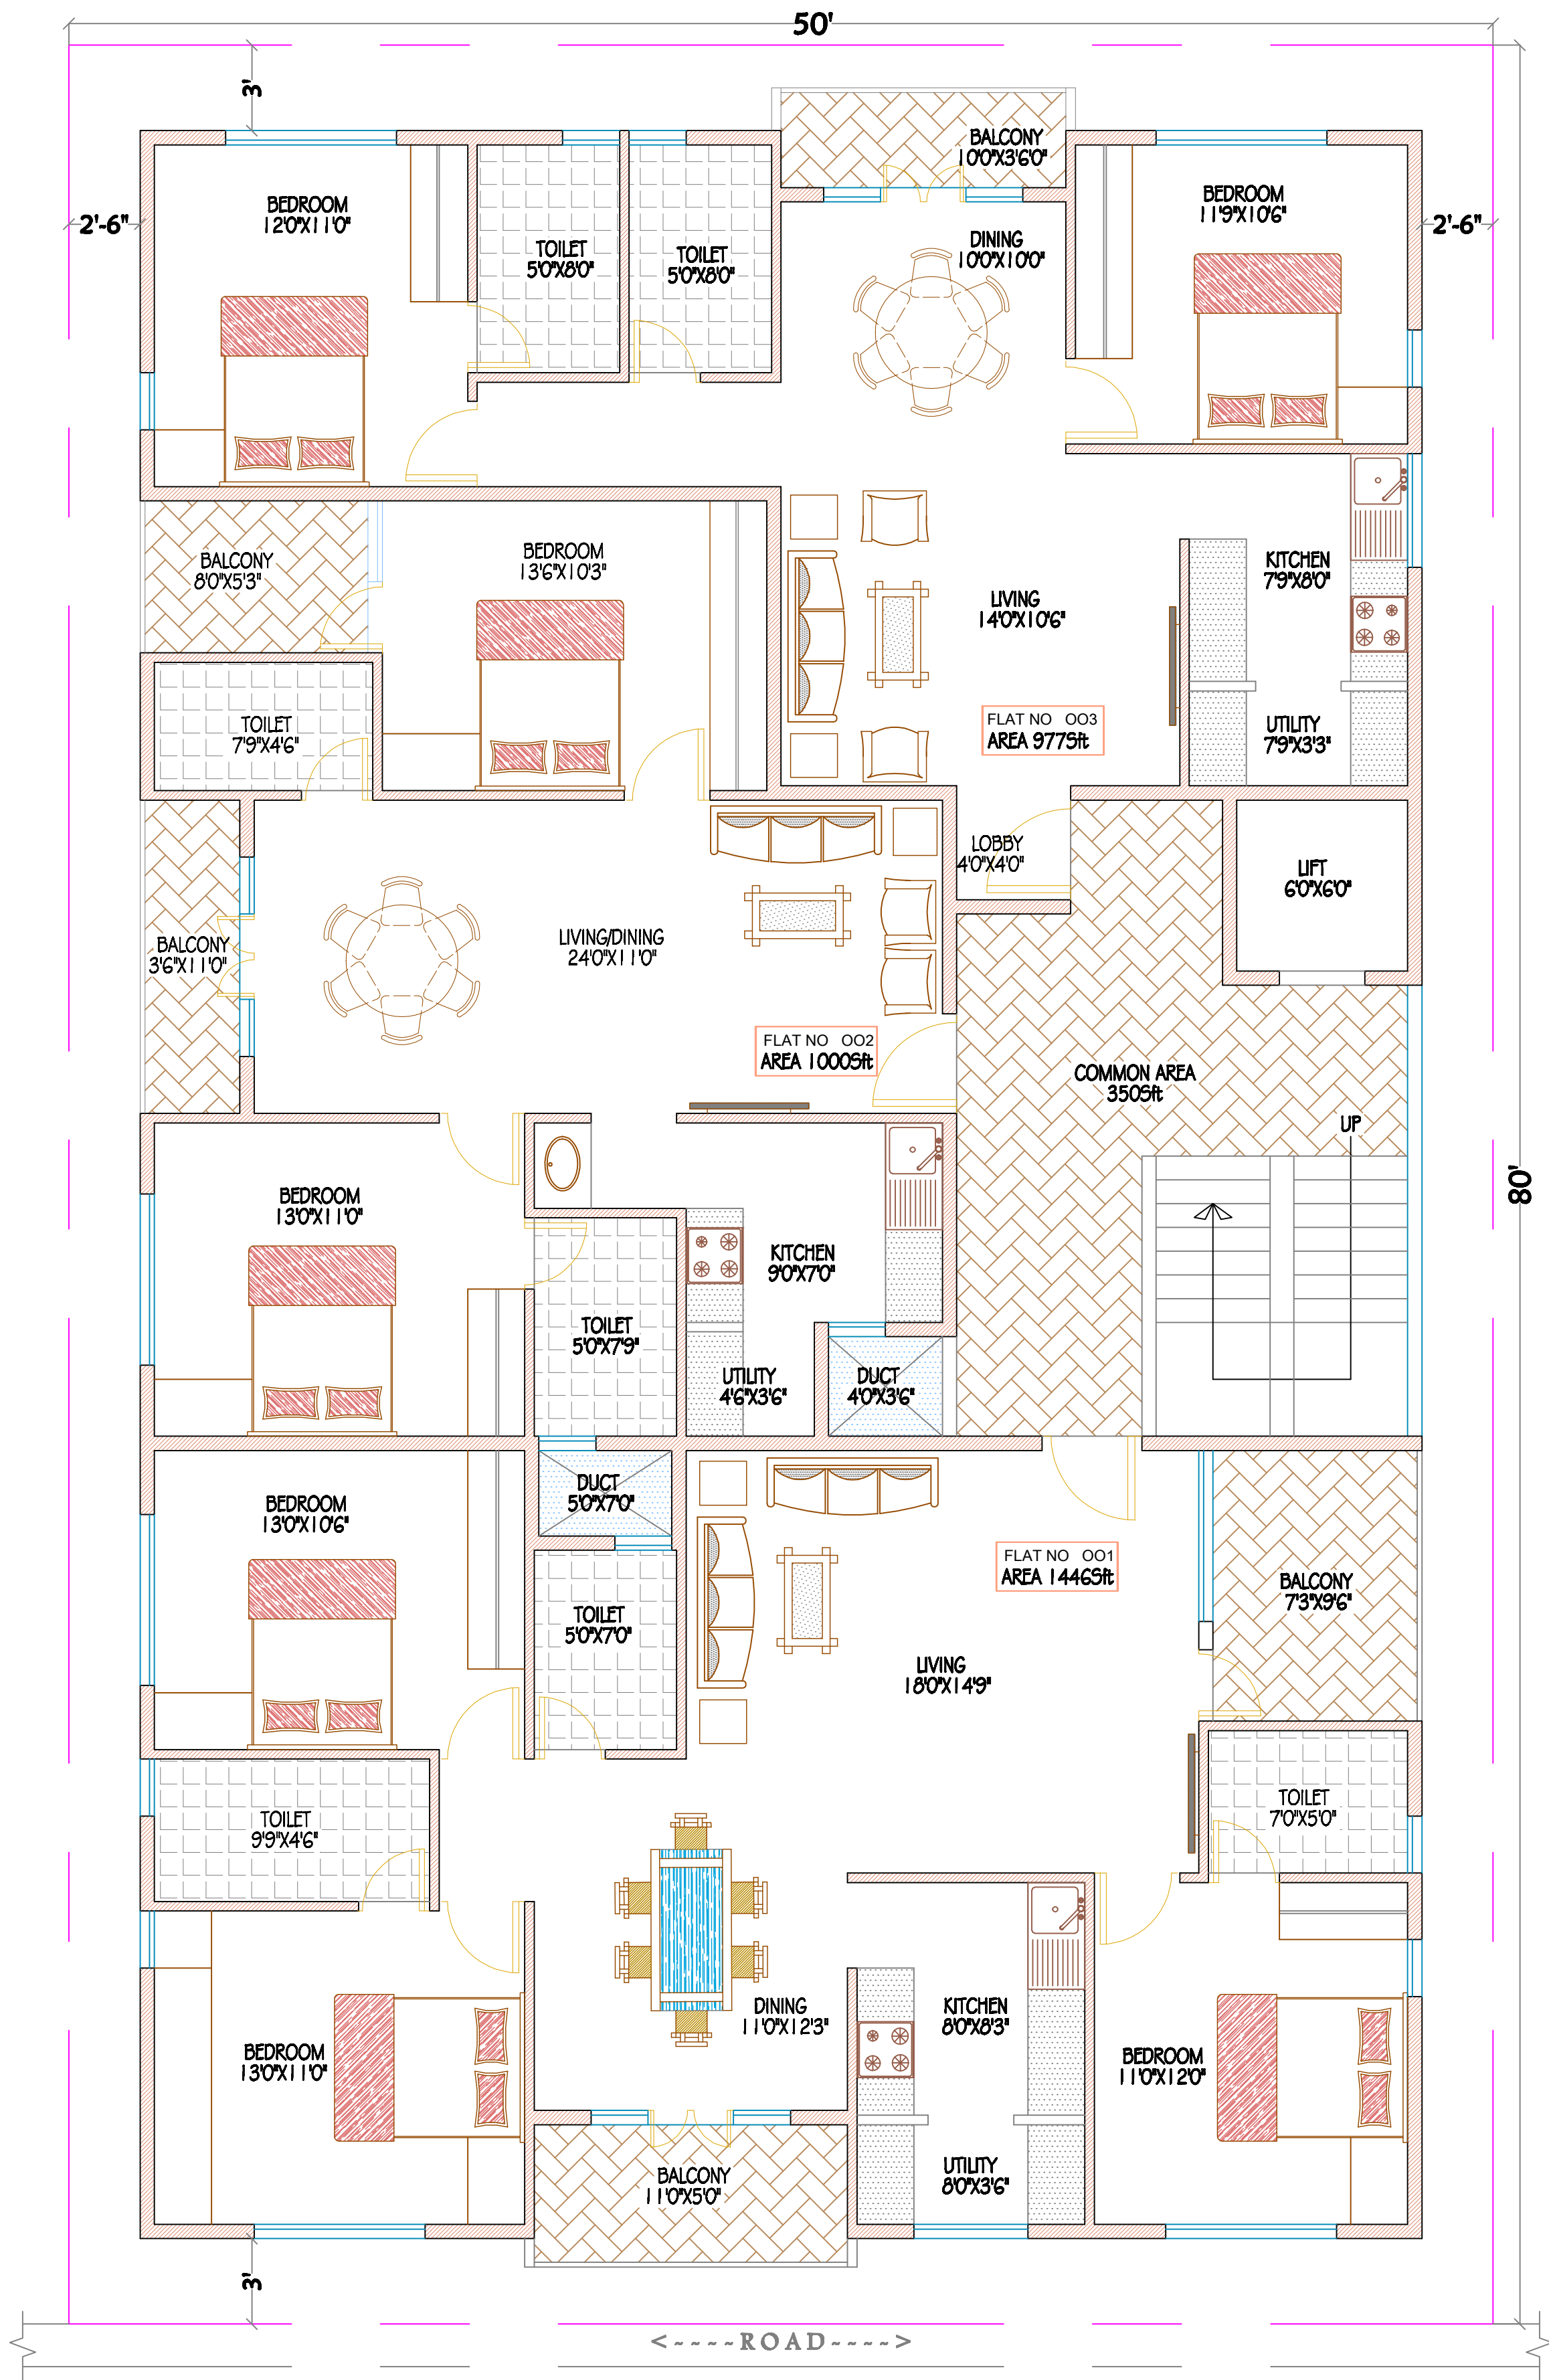 50'
3'
BALCONY
10'0"X3'6'0"
BEDROOM
12'0"X11'0"
BEDROOM
11'9"X10'6"
2'-6"
2'-6"
TOILET
5'0"X8'0"
TOILET
5'0"X8'0"
DINING
10'0"X10'0"
BALCONY
8'0"X5'3"
BEDROOM
13'6"X10'3"
KITCHEN
7'9"X8'0"
LIVING
14'0"X10'6"
TOILET
7'9"X4'6"
FLAT NO OO3
AREA 977Sft
UTILITY
7'9"X3'3"
LOBBY
4'0"X4'0"
LIFT
6'0"X6'0"
BALCONY
3'6"X11'0"
LIVING/DINING
24'0"X11'0"
FLAT NO OO2
AREA 1000Sft
COMMON AREA
350Sft
UP
80'
BEDROOM
13'0"X11'0"
KITCHEN
9'0"X7'0"
TOILET
5'0"X7'9"
UTILITY
4'6"X3'6"
DUCT
4'0"X3'6"
DUCT
5'0"X7'0"
BEDROOM
13'0"X10'6"
FLAT NO OO1
AREA 1446Sft
BALCONY
7'3"X9'6"
TOILET
5'0"X7'0"
LIVING
18'0"X14'9"
TOILET
9'9"X4'6"
TOILET
7'0"X5'0"
DINING
11'0"X12'3"
KITCHEN
8'0"X8'3"
BEDROOM
13'0"X11'0"
BEDROOM
11'0"X12'0"
BALCONY
11'0"X5'0"
UTILITY
8'0"X3'6"
3'
<----ROAD---->